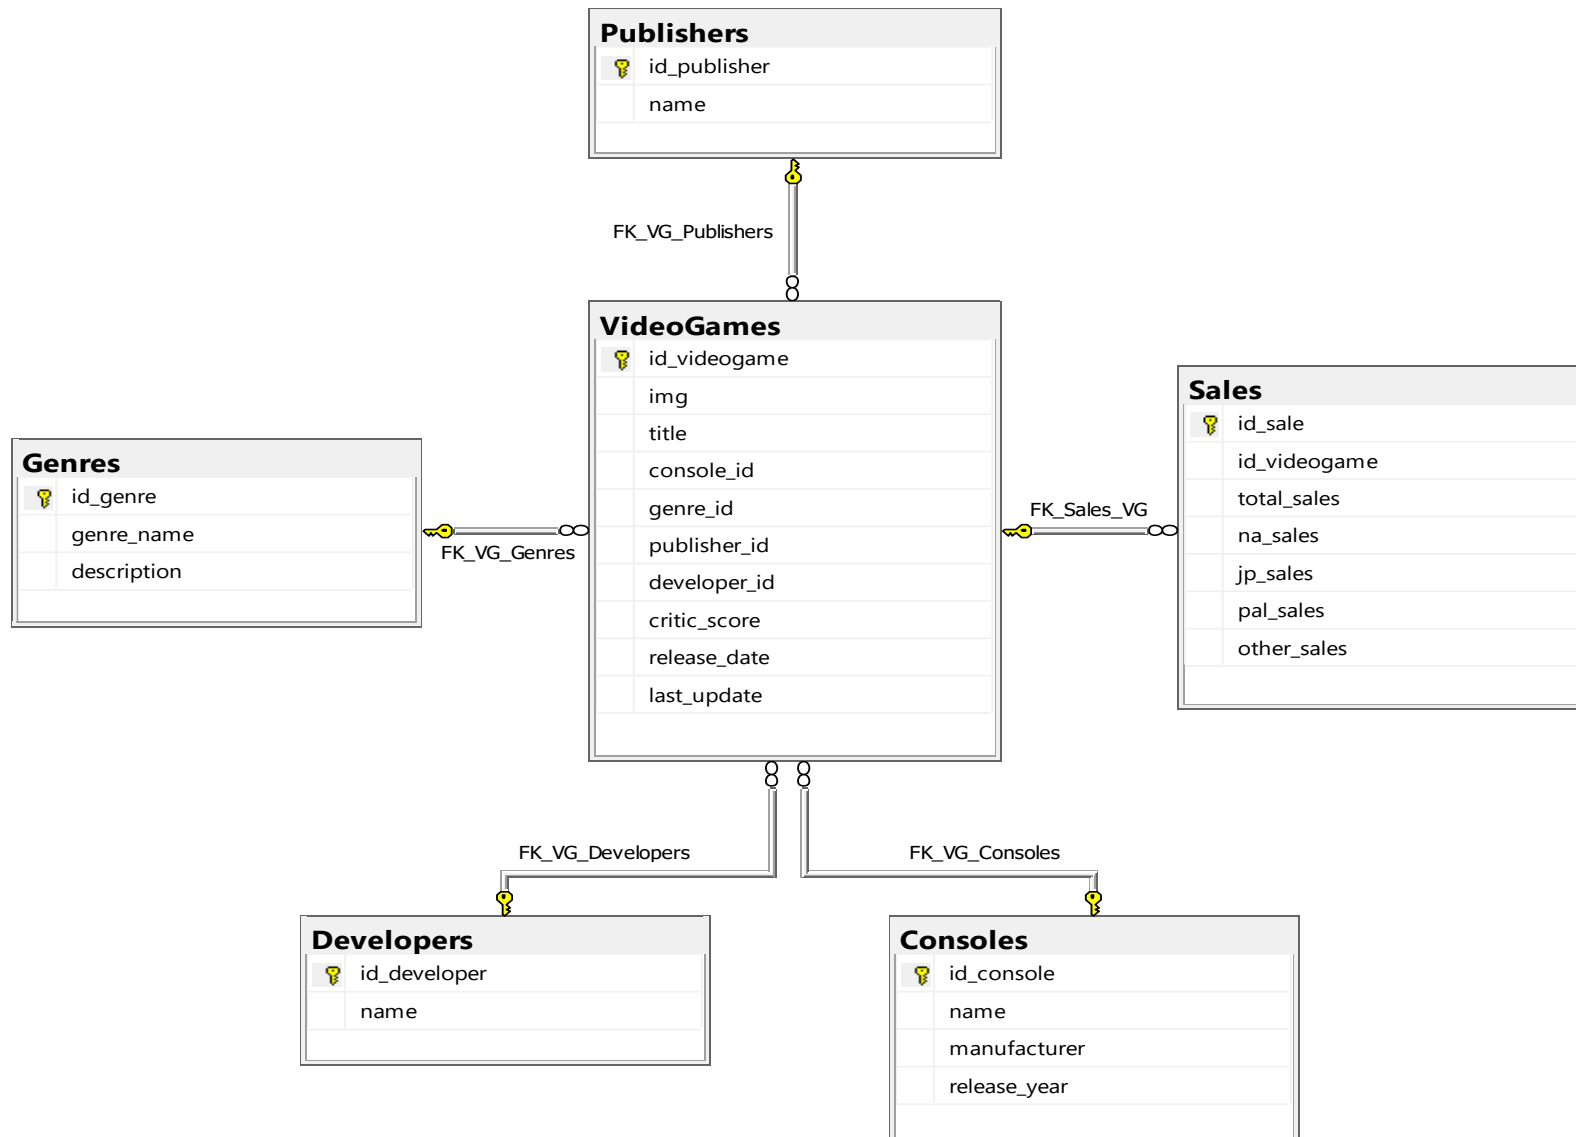 Publishers
id_publisher
name
FK_VG_Publishers
VideoGames
id_videogame
img
title
console_id
genre_id
publisher_id
developer_id
critic_score
release_date
last_update
Genres
id_genre
genre_name
description
FK_VG_Genres
Sales
id_sale
id_videogame
total_sales
na_sales
jp_sales
pal_sales
other_sales
FK_Sales_VG
FK_VG_Developers
FK_VG_Consoles
Developers
id_developer
name
Consoles
id_console
name
manufacturer
release_year